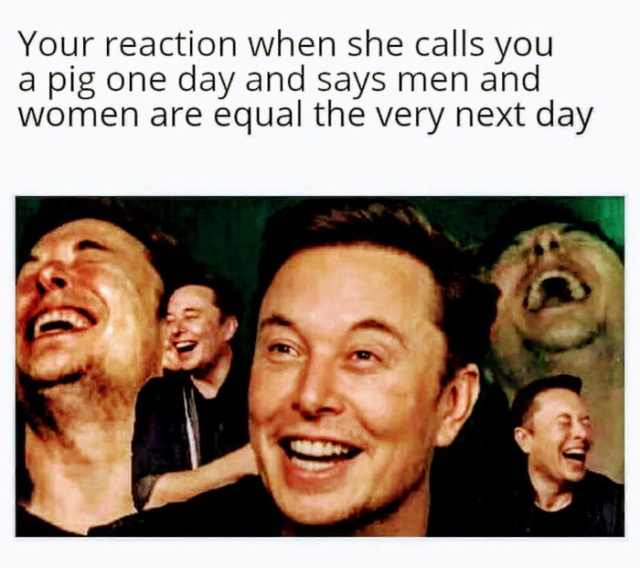 Your reaction when she calls you
a pig one day and says men and
women are equal the very next day